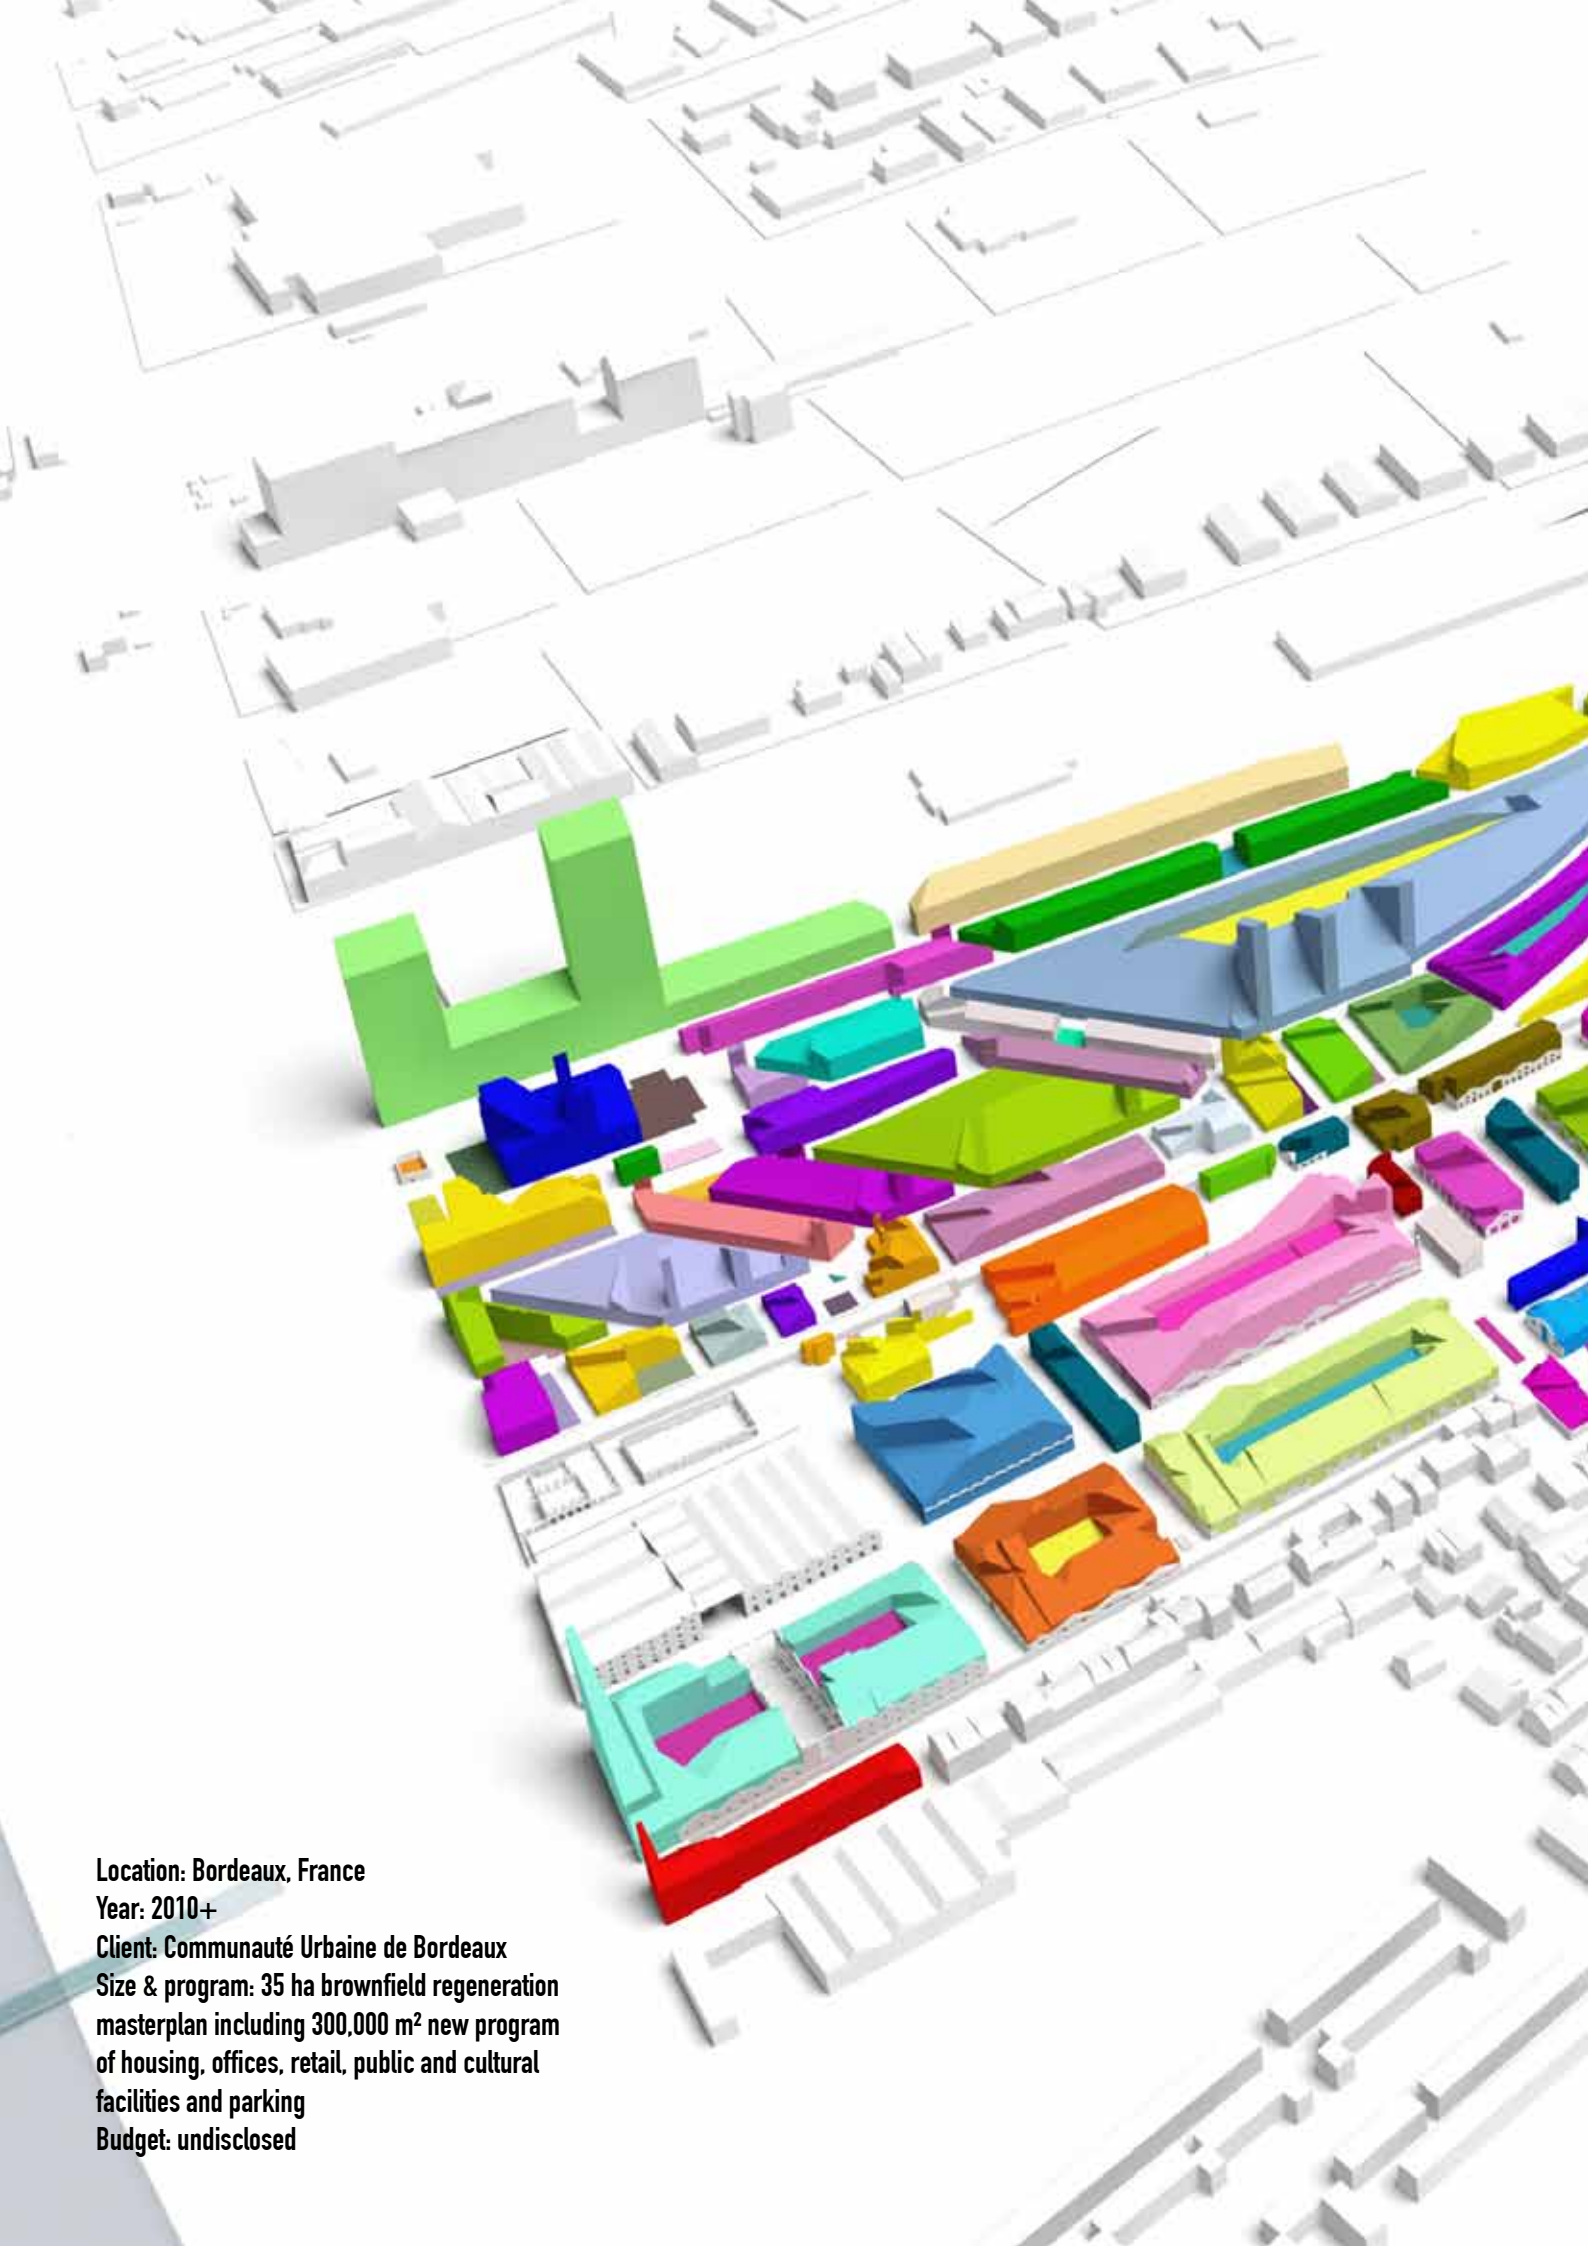 Location: Bordeaux, France
Year: 2010+
Client: Communauté Urbaine de Bordeaux
Size & program: 35 ha brownfield regeneration
masterplan including 300,000 m² new program
of housing, offices, retail, public and cultural
facilities and parking
Budget: undisclosed